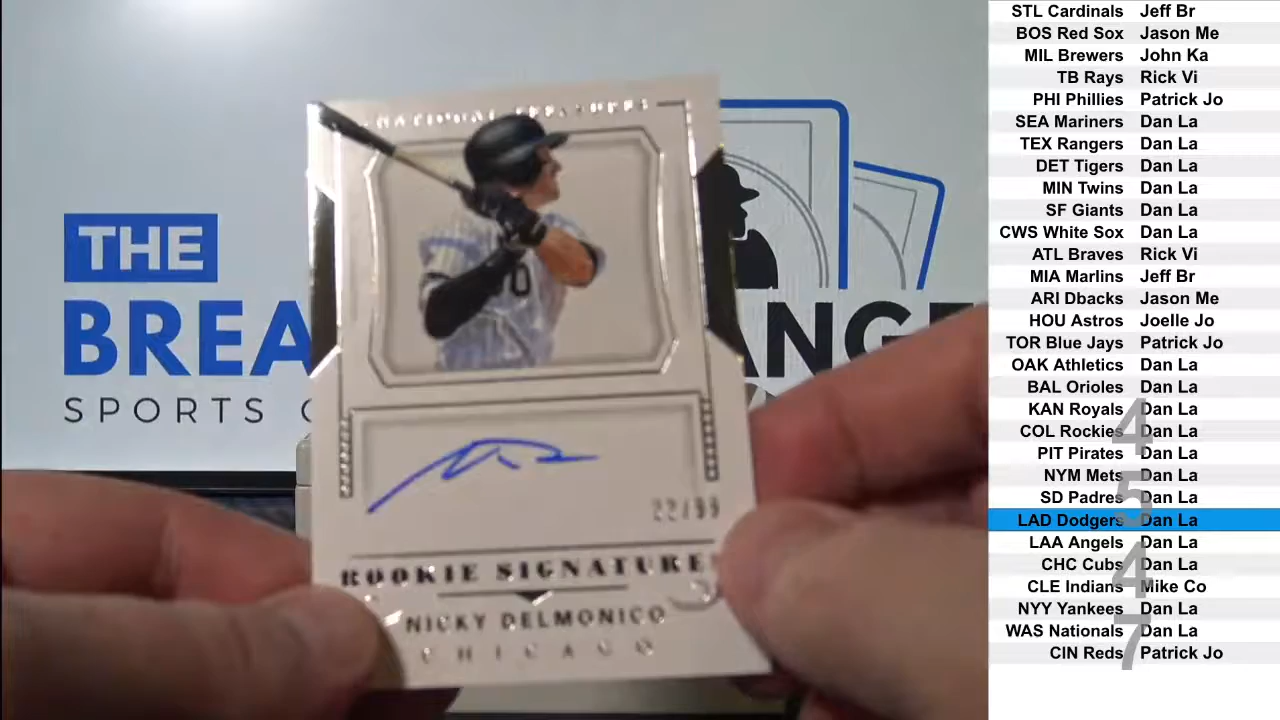 THE
BREA
ANGE
SPORTS C
NATIONAL TREASURES
0
22/99
ROOKIE SIGNATURE
NICKY DELMONICO
CHICAGO
STL Cardinals Jeff Br
BOS Red Sox Jason Me
MIL Brewers John Ka
TB Rays Rick Vi
PHI Phillies Patrick Jo
SEA Mariners Dan La
TEX Rangers Dan La
DET Tigers Dan La
MIN Twins Dan La
SF Giants Dan La
CWS White Sox Dan La
ATL Braves Rick Vi
MIA Marlins Jeff Br
ARI Dbacks Jason Me
HOU Astros Joelle Jo
TOR Blue Jays Patrick Jo
OAK Athletics Dan La
BAL Orioles Dan La
KAN Royals Dan La
COL Rockies Dan La
PIT Pirates Dan La
NYM Mets Dan La
SD Padres Dan La
LAD Dodgers Dan La
LAA Angels Dan La
CHC Cubs Dan La
CLE Indians Mike Co
NYY Yankees Dan La
WAS Nationals Dan La
CIN Reds Patrick Jo
4
5
4
7